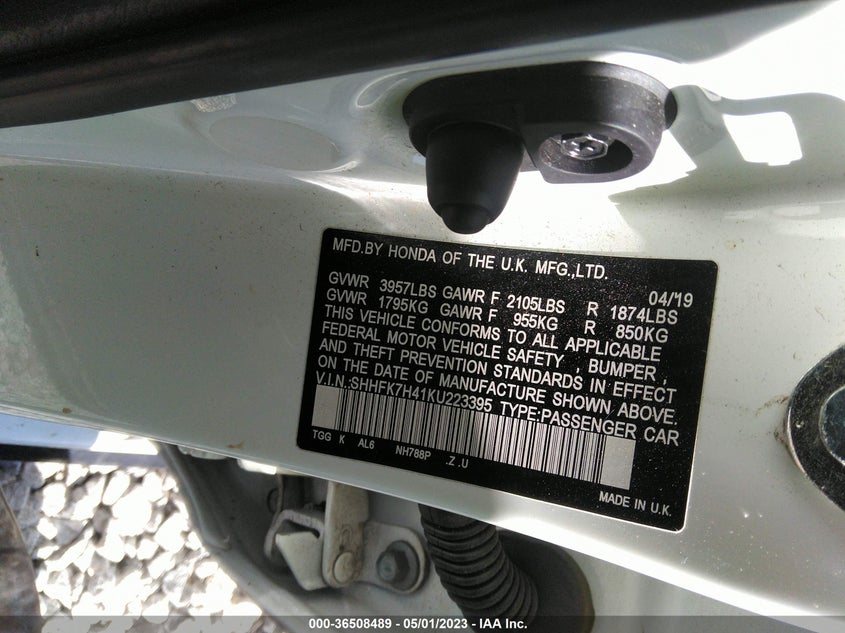 MFD.BY HONDA OF THE U.K. MFG.,LTD.
04/'19
GVWR 3957LBS GAWR F 2105LBS R 1874LBS
GVWR 1795KG GAWR F 955KG R 850KG
THIS VEHICLE CONFORMS TO ALL APPLICABLE
FEDERAL MOTOR VEHICLE SAFETY , BUMPER ,
AND THEFT PREVENTION STANDARDS IN EFFECT
ON THE DATE OF MANUFACTURE SHOWN ABOVE.
V.I.N.:SHHFK7H41KU223395 TYPE:PASSENGER CAR
TGG K AL6 NH788P .Z .U
MADE IN U.K.
000-36508489 - 05/01/2023 - IAA Inc.